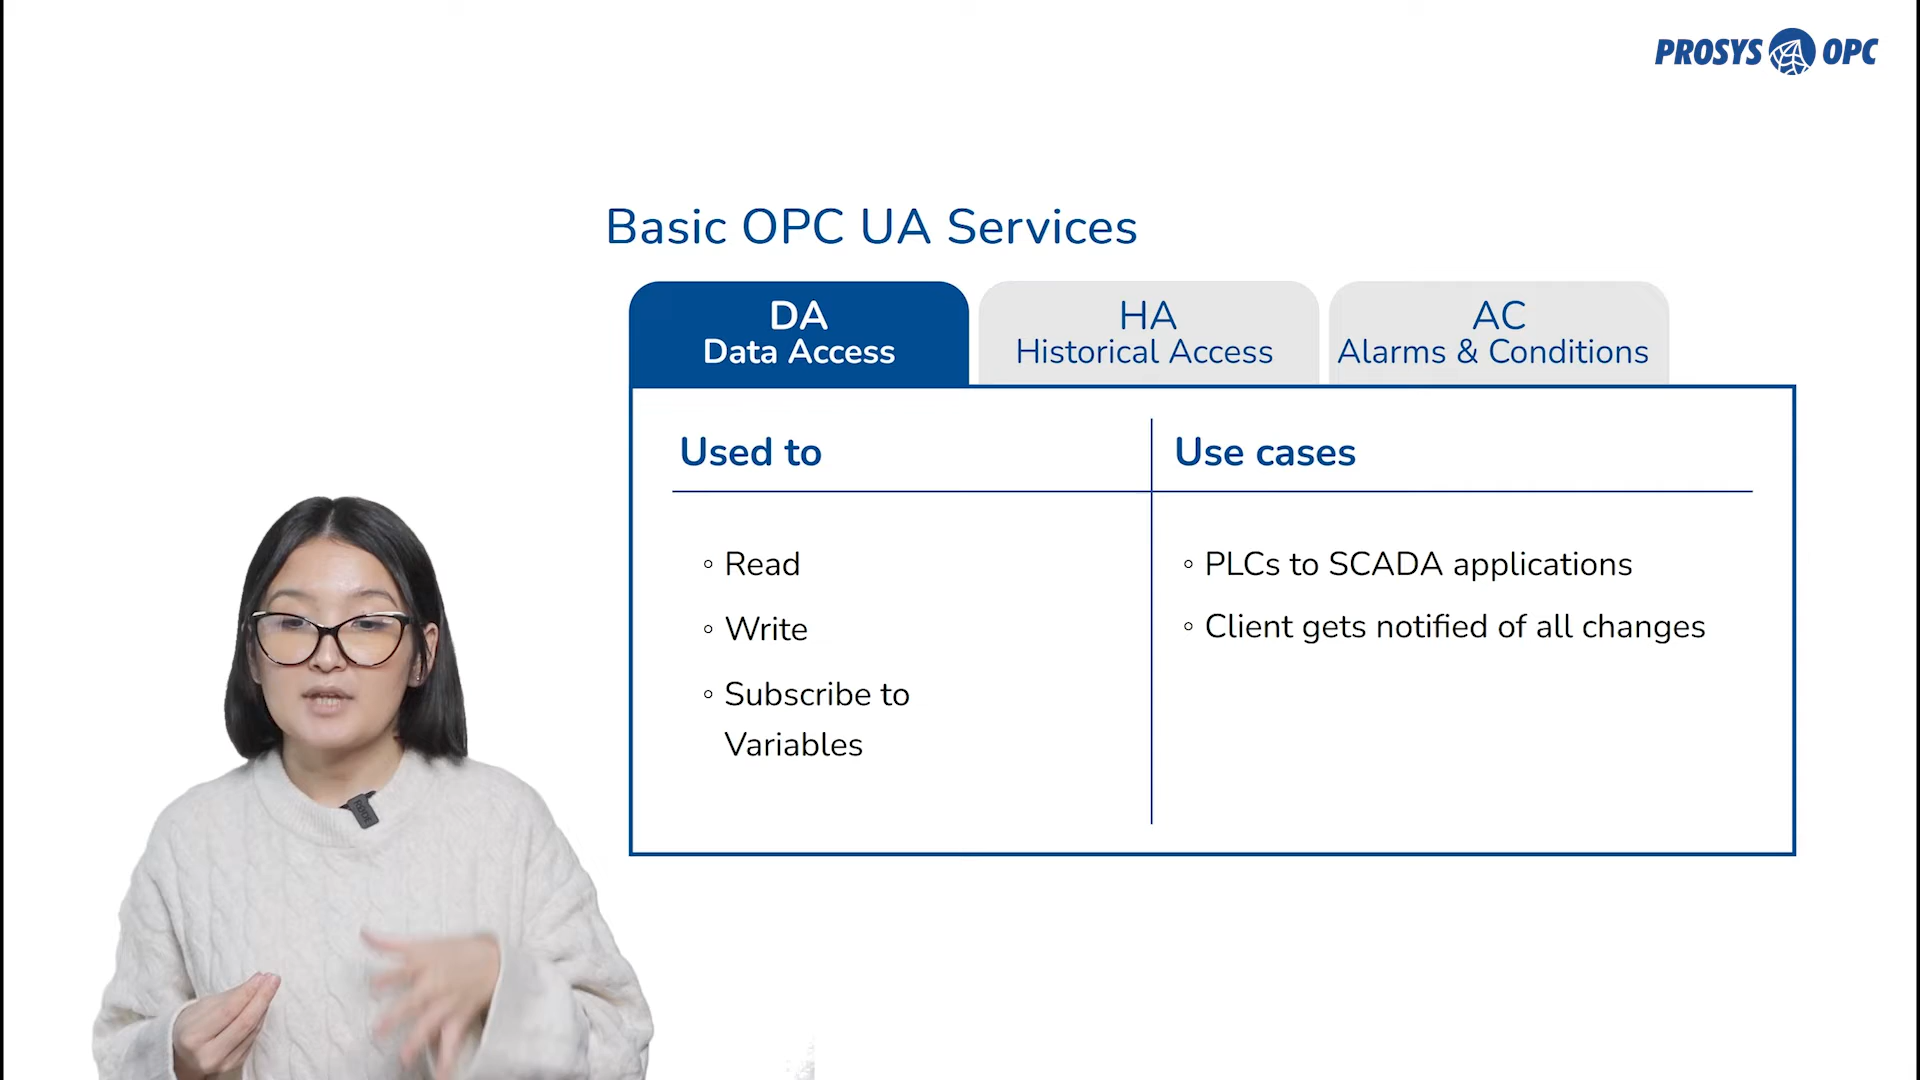 PROSYS OPC
Basic OPC UA Services
DA
Data Access
HA
Historical Access
AC
Alarms & Conditions
Used to
Use cases
◦ Read
◦ Write
◦ Subscribe to
Variables
◦ PLCs to SCADA applications
◦ Client gets notified of all changes